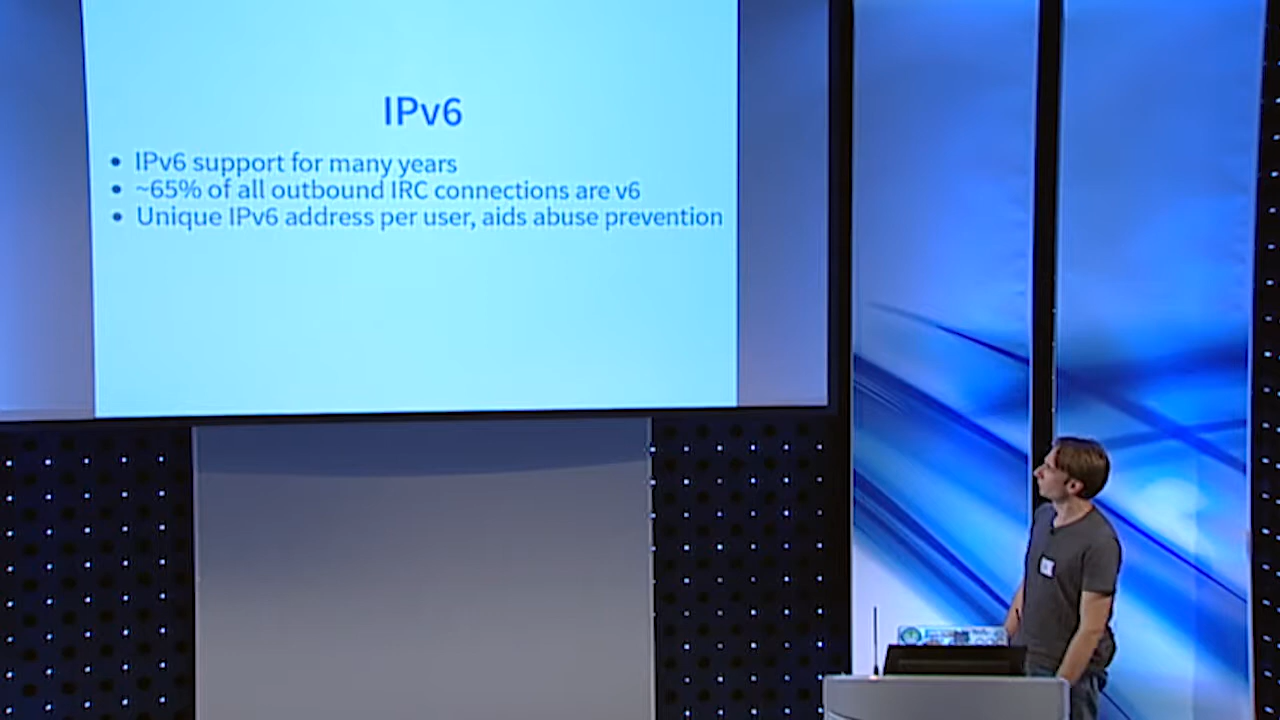 IPv6
• IPv6 support for many years
• ~65% of all outbound IRC connections are v6
• Unique IPv6 address per user, aids abuse prevention